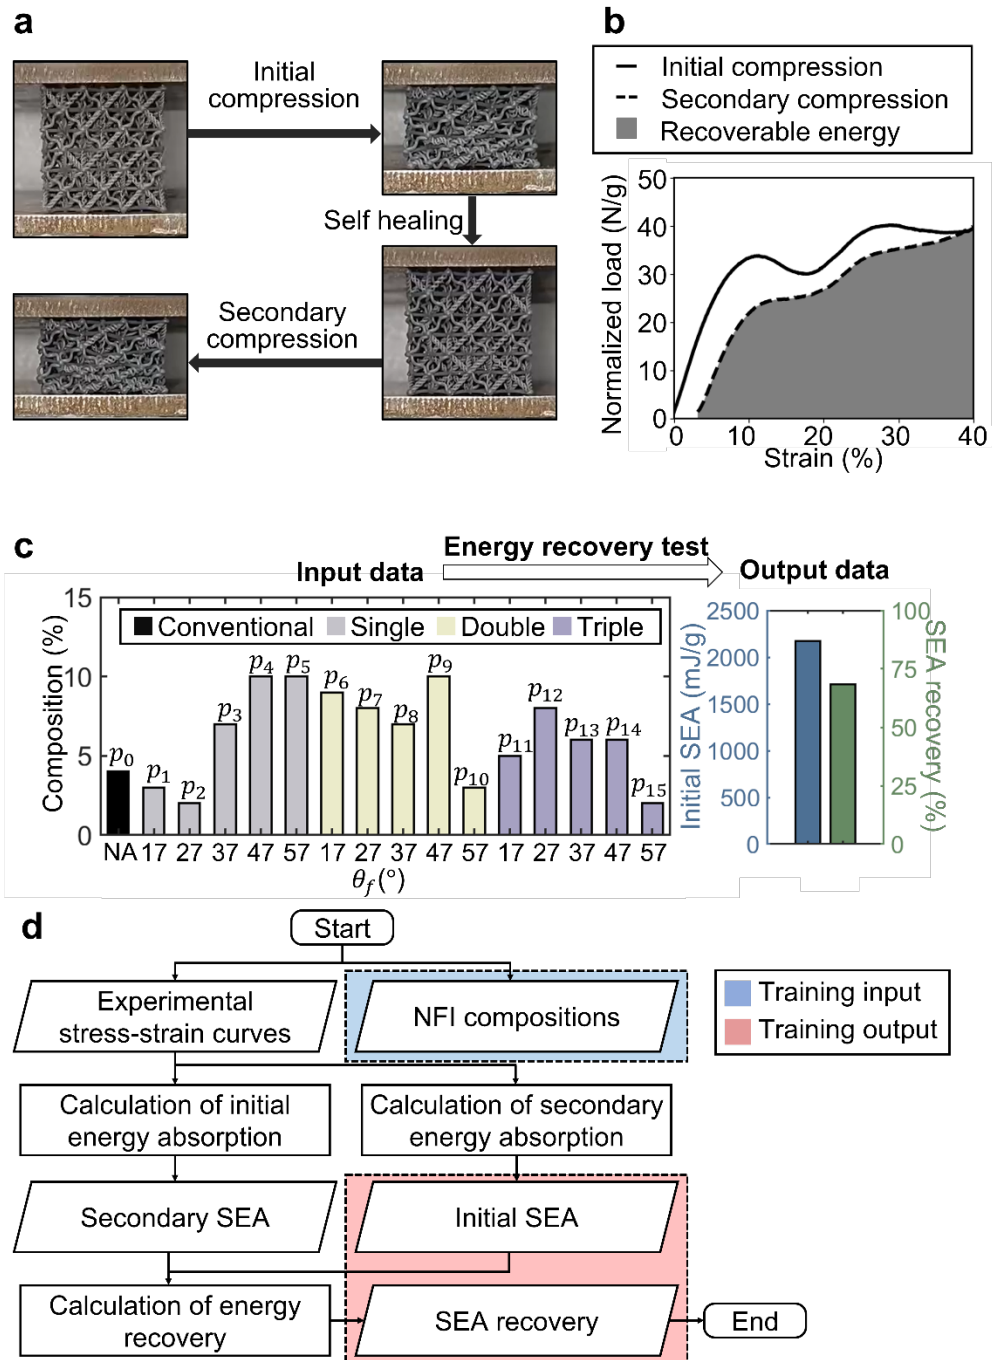 a
Initial
compression
Self healing
Secondary
compression
b
Initial compression
Secondary compression
Recoverable energy
Normalized load (N/g)
50
40
30
20
10
0
0 10 20 30 40
Strain (%)
c
Energy recovery test
Input data
Output data
Composition (%)
15
10
5
0
Conventional Single Double Triple
p₀ p₁ p₂ p₃ p₄ p₅ p₆ p₇ p₈ p₉ p₁₀ p₁₁ p₁₂ p₁₃ p₁₄ p₁₅
NA 17 27 37 47 57 17 27 37 47 57 17 27 37 47 57
θf(°)
Initial SEA (mJ/g)
2500
2000
1500
1000
500
0
100
75
50
25
0
SEA recovery (%)
d
Start
Experimental
stress-strain curves
NFI compositions
Training input
Training output
Calculation of initial
energy absorption
Calculation of secondary
energy absorption
Secondary SEA
Initial SEA
Calculation of energy
recovery
SEA recovery
End